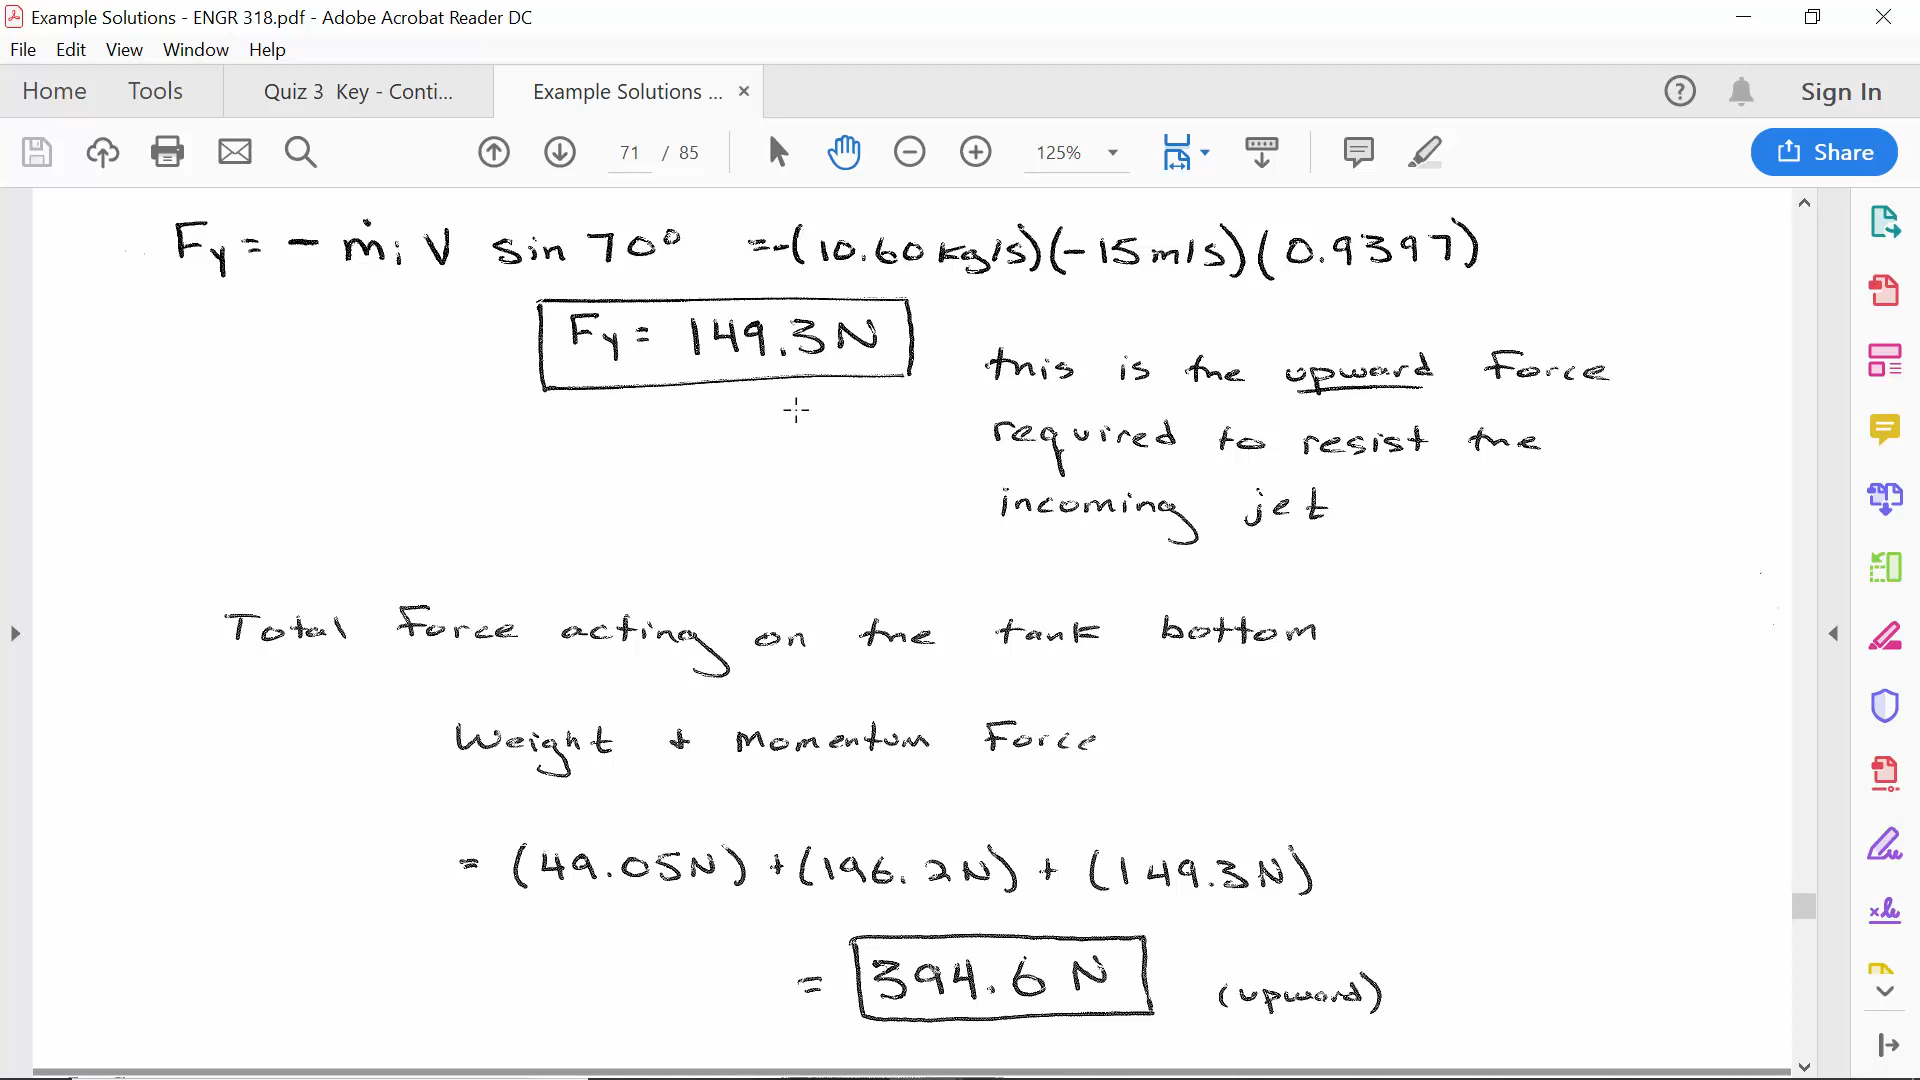 Example Solutions - ENGR 318.pdf - Adobe Acrobat Reader DC
File Edit View Window Help
Home Tools Quiz 3 Key - Conti... Example Solutions ... × Sign In
71 / 85 125% Share
Fy = - ṁi V sin 70° = -(10.60 kg/s)(-15 m/s)(0.9397)
Fy = 149.3 N
this is the upward Force
required to resist the
incoming jet
Total Force acting on the tank bottom
Weight + Momentum Force
= (49.05N) + (196.2N) + (149.3N)
= 394.6 N (upward)